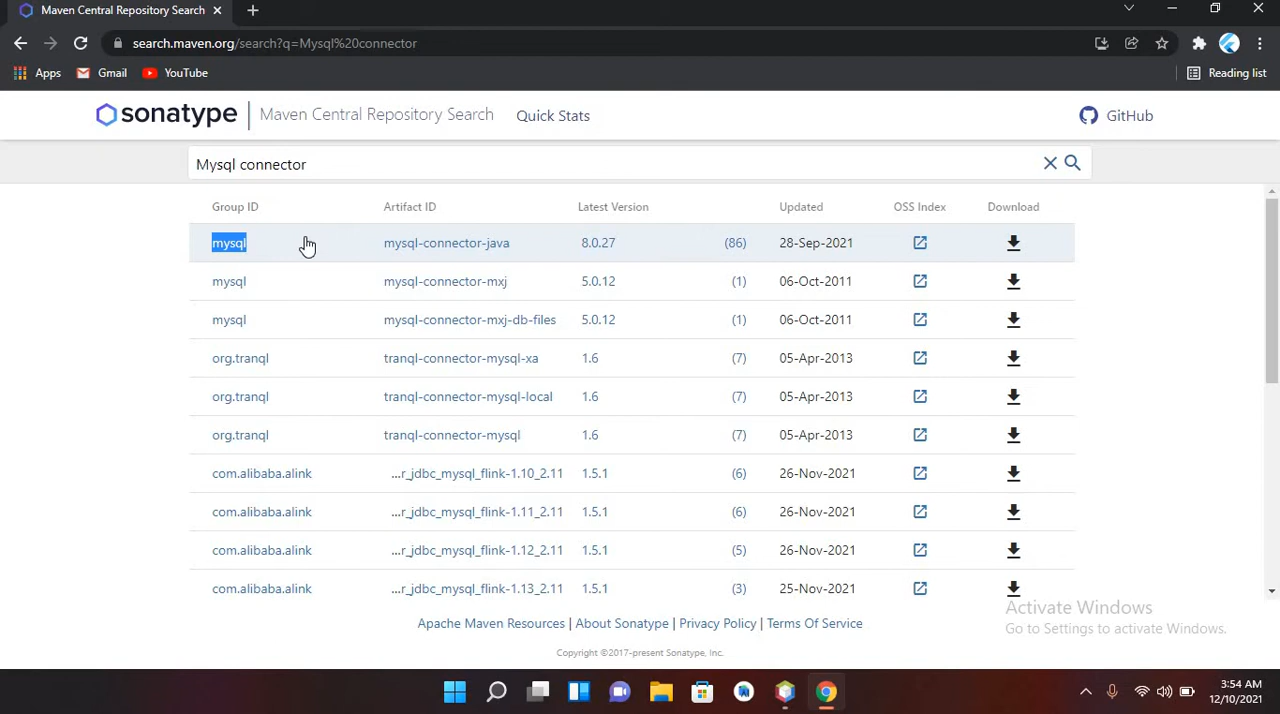 Maven Central Repository Search
search.maven.org/search?q=Mysql%20connector
Apps Gmail YouTube Reading list
sonatype Maven Central Repository Search Quick Stats GitHub
Mysql connector
Group ID Artifact ID Latest Version Updated OSS Index Download
mysql mysql-connector-java 8.0.27 (86) 28-Sep-2021
mysql mysql-connector-mxj 5.0.12 (1) 06-Oct-2011
mysql mysql-connector-mxj-db-files 5.0.12 (1) 06-Oct-2011
org.tranql tranql-connector-mysql-xa 1.6 (7) 05-Apr-2013
org.tranql tranql-connector-mysql-local 1.6 (7) 05-Apr-2013
org.tranql tranql-connector-mysql 1.6 (7) 05-Apr-2013
com.alibaba.alink ...r_jdbc_mysql_flink-1.10_2.11 1.5.1 (6) 26-Nov-2021
com.alibaba.alink ...r_jdbc_mysql_flink-1.11_2.11 1.5.1 (6) 26-Nov-2021
com.alibaba.alink ...r_jdbc_mysql_flink-1.12_2.11 1.5.1 (5) 26-Nov-2021
com.alibaba.alink ...r_jdbc_mysql_flink-1.13_2.11 1.5.1 (3) 25-Nov-2021
Activate Windows
Go to Settings to activate Windows.
Apache Maven Resources | About Sonatype | Privacy Policy | Terms Of Service
Copyright ©2017-present Sonatype, Inc.
3:54 AM
12/10/2021